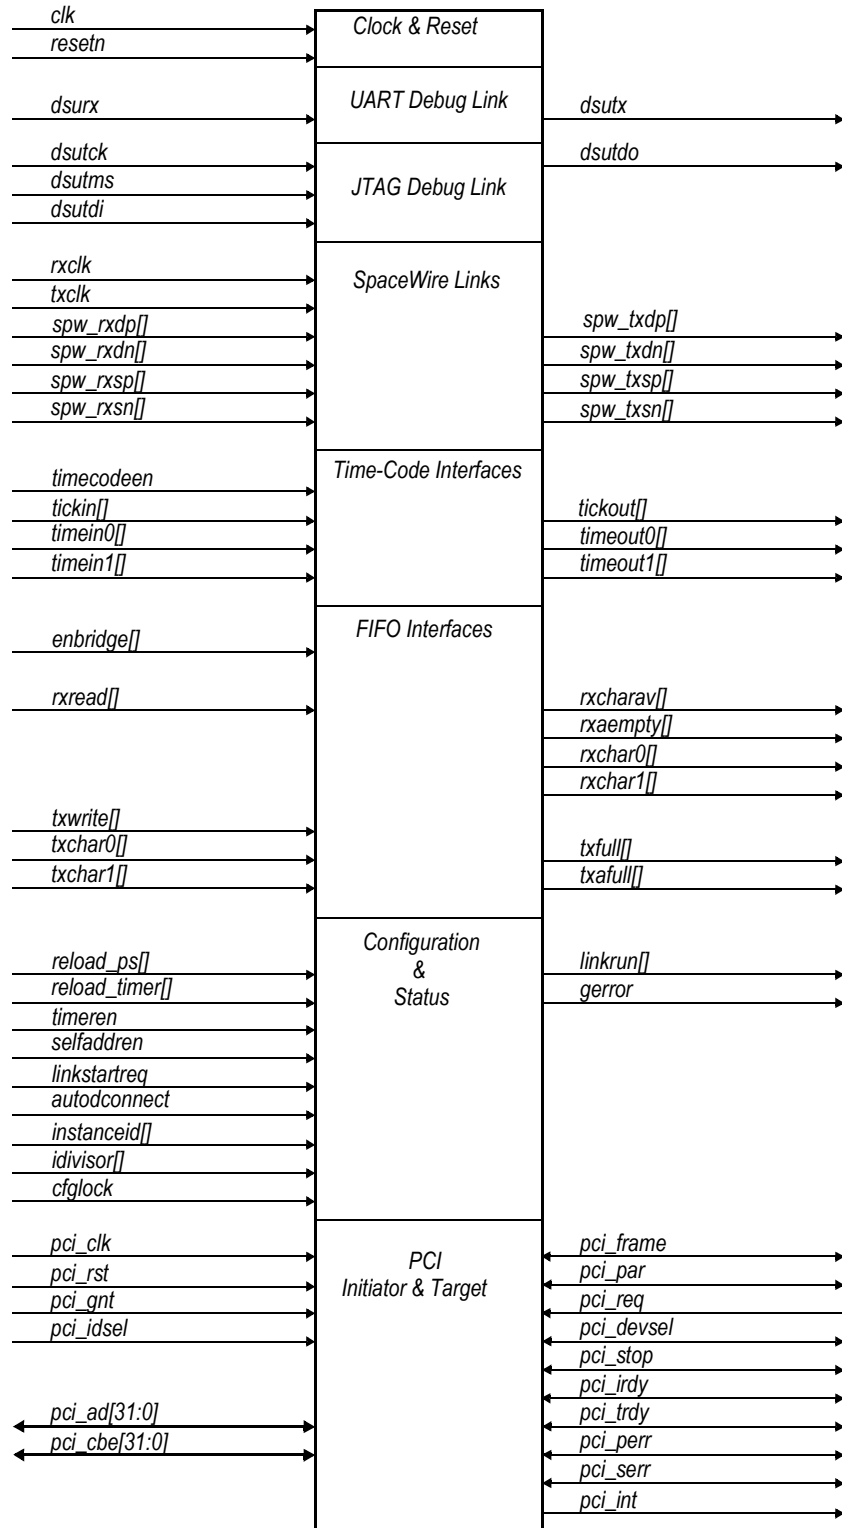 clk
resetn
Clock & Reset
dsurx
UART Debug Link
dsutx
dsutck
dsutms
dsutdi
JTAG Debug Link
dsutdo
rxclk
txclk
spw_rxdp[]
spw_rxdn[]
spw_rxsp[]
spw_rxsn[]
SpaceWire Links
spw_txdp[]
spw_txdn[]
spw_txsp[]
spw_txsn[]
timecodeen
tickin[]
timein0[]
timein1[]
Time-Code Interfaces
tickout[]
timeout0[]
timeout1[]
enbridge[]
rxread[]
txwrite[]
txchar0[]
txchar1[]
FIFO Interfaces
rxcharav[]
rxaempty[]
rxchar0[]
rxchar1[]
txfull[]
txafull[]
reload_ps[]
reload_timer[]
timeren
selfaddren
linkstartreq
autodconnect
instanceid[]
idivisor[]
cfglock
Configuration
&
Status
linkrun[]
gerror
pci_clk
pci_rst
pci_gnt
pci_idsel
pci_ad[31:0]
pci_cbe[31:0]
PCI
Initiator & Target
pci_frame
pci_par
pci_req
pci_devsel
pci_stop
pci_irdy
pci_trdy
pci_perr
pci_serr
pci_int